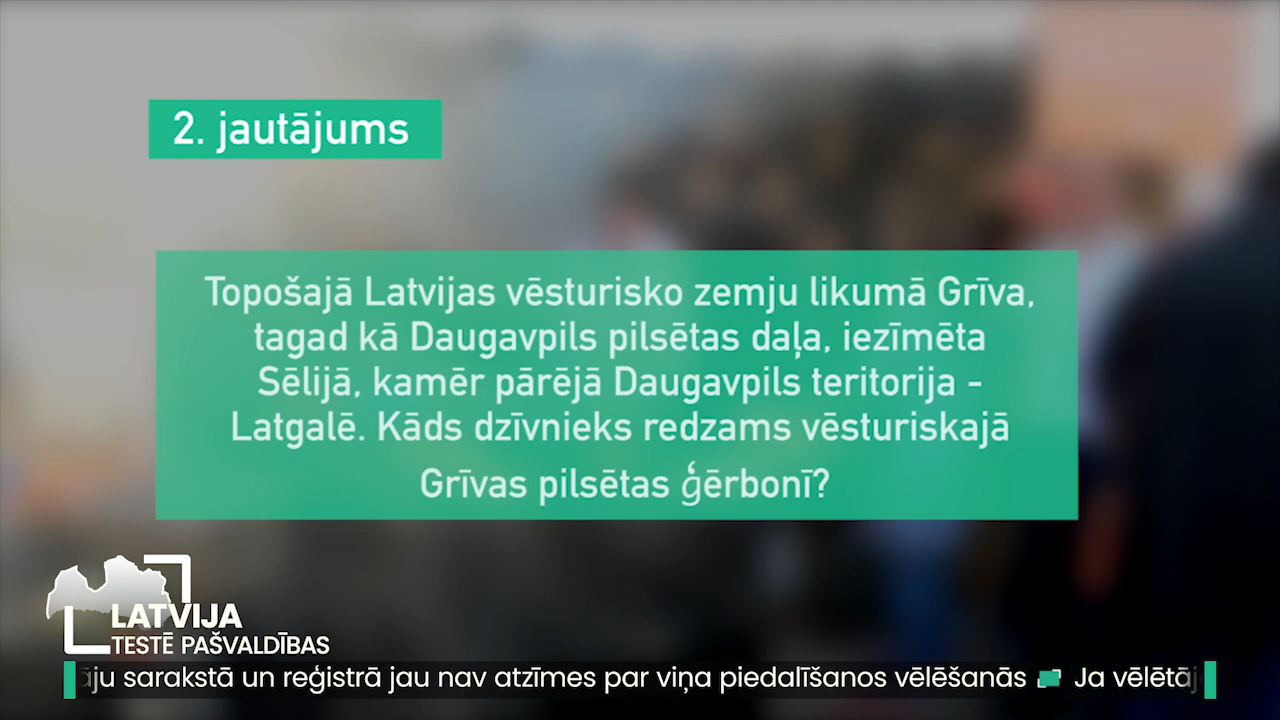 2. jautājums
Topošajā Latvijas vēsturisko zemju likumā Grīva,
tagad kā Daugavpils pilsētas daļa, iezīmēta
Sēlijā, kamēr pārējā Daugavpils teritorija -
Latgalē. Kāds dzīvnieks redzams vēsturiskajā
Grīvas pilsētas ģērbonī?
LATVIJA
TESTĒ PAŠVALDĪBAS
sarakstā un reģistrā jau nav atzīmes par viņa piedalīšanos vēlēšanās Ja